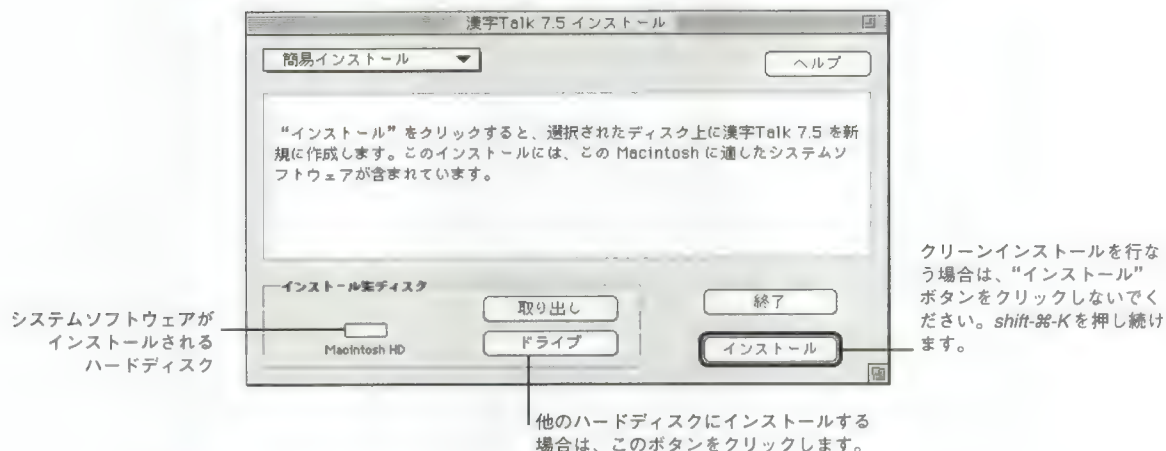 漢字Talk 7.5 インストール
簡易インストール
ヘルプ
“インストール”をクリックすると、選択されたディスク上に漢字Talk 7.5 を新
規に作成します。このインストールには、この Macintosh に適したシステムソ
フトウェアが含まれています。
インストール先ディスク
取り出し
終了
Macintosh HD
ドライブ
インストール
システムソフトウェアが
インストールされる
ハードディスク
クリーンインストールを行な
う場合は、“インストール”
ボタンをクリックしないでく
ださい。shift-⌘-Kを押し続け
ます。
他のハードディスクにインストールする
場合は、このボタンをクリックします。